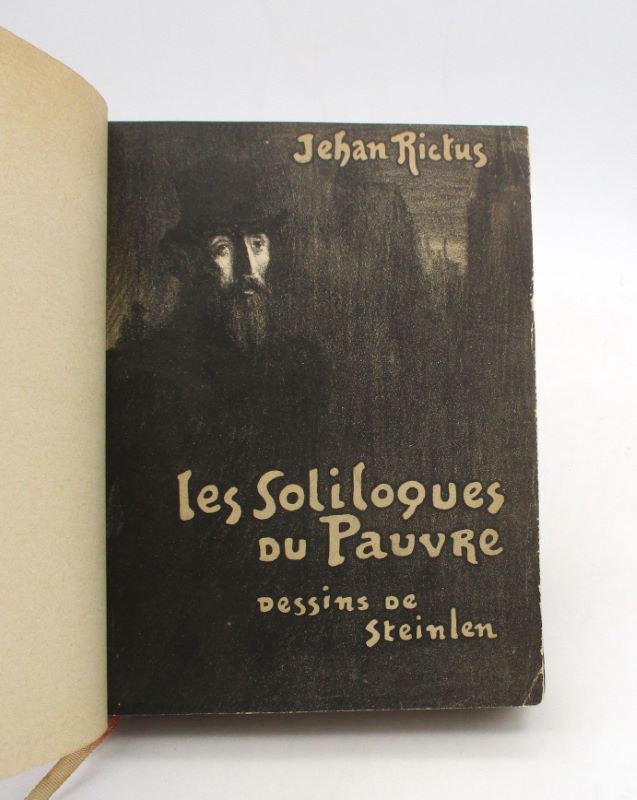 Jehan Rictus
les Soliloques
du Pauvre
Dessins de
Steinlen